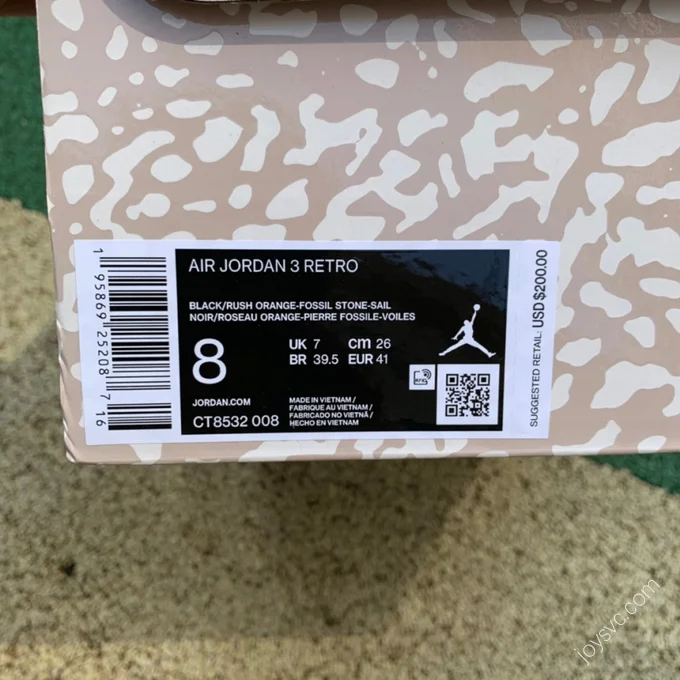 AIR JORDAN 3 RETRO
BLACK/RUSH ORANGE-FOSSIL STONE-SAIL
NOIR/ROSEAU ORANGE-PIERRE FOSSILE-VOILES
8
UK 7 cm 26
BR 39.5 EUR 41
JORDAN.COM
CT8532 008
MADE IN VIETNAM/
FABRIQUE AU VIETNAM/
FABRICADO NO VIETNÃ/
HECHO EN VIETNAM
1 95869 25208 7 16
SUGGESTED RETAIL: USD $200.00
joysvc.com